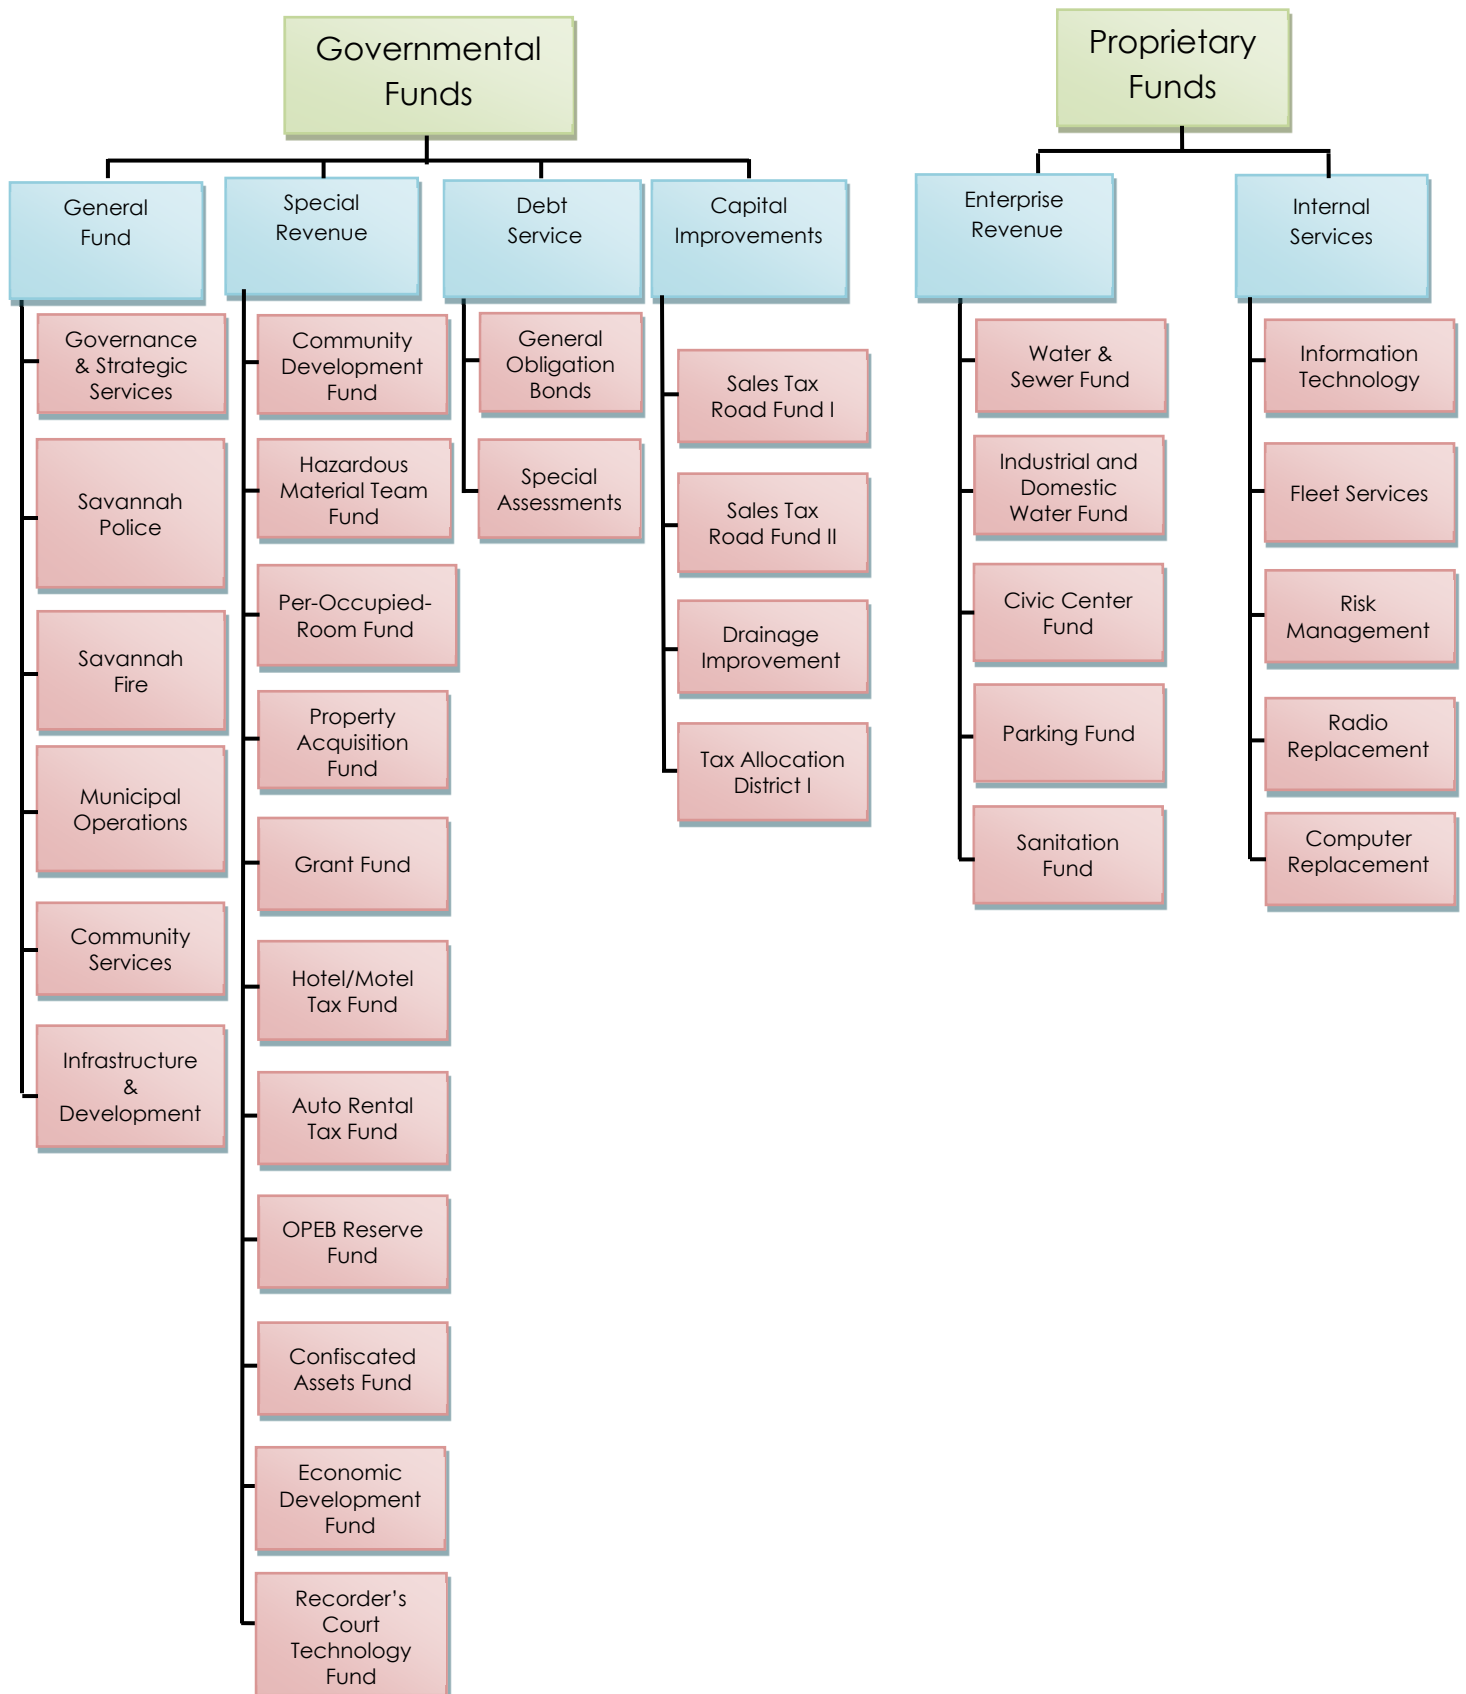 Governmental
Funds
General
Fund
Governance
& Strategic
Services
Savannah
Police
Savannah
Fire
Municipal
Operations
Community
Services
Infrastructure
&
Development
Special
Revenue
Community
Development
Fund
Hazardous
Material Team
Fund
Per-Occupied-
Room Fund
Property
Acquisition
Fund
Grant Fund
Hotel/Motel
Tax Fund
Auto Rental
Tax Fund
OPEB Reserve
Fund
Confiscated
Assets Fund
Economic
Development
Fund
Recorder’s
Court
Technology
Fund
Debt
Service
General
Obligation
Bonds
Special
Assessments
Capital
Improvements
Sales Tax
Road Fund I
Sales Tax
Road Fund II
Drainage
Improvement
Tax Allocation
District I
Proprietary
Funds
Enterprise
Revenue
Water &
Sewer Fund
Industrial and
Domestic
Water Fund
Civic Center
Fund
Parking Fund
Sanitation
Fund
Internal
Services
Information
Technology
Fleet Services
Risk
Management
Radio
Replacement
Computer
Replacement